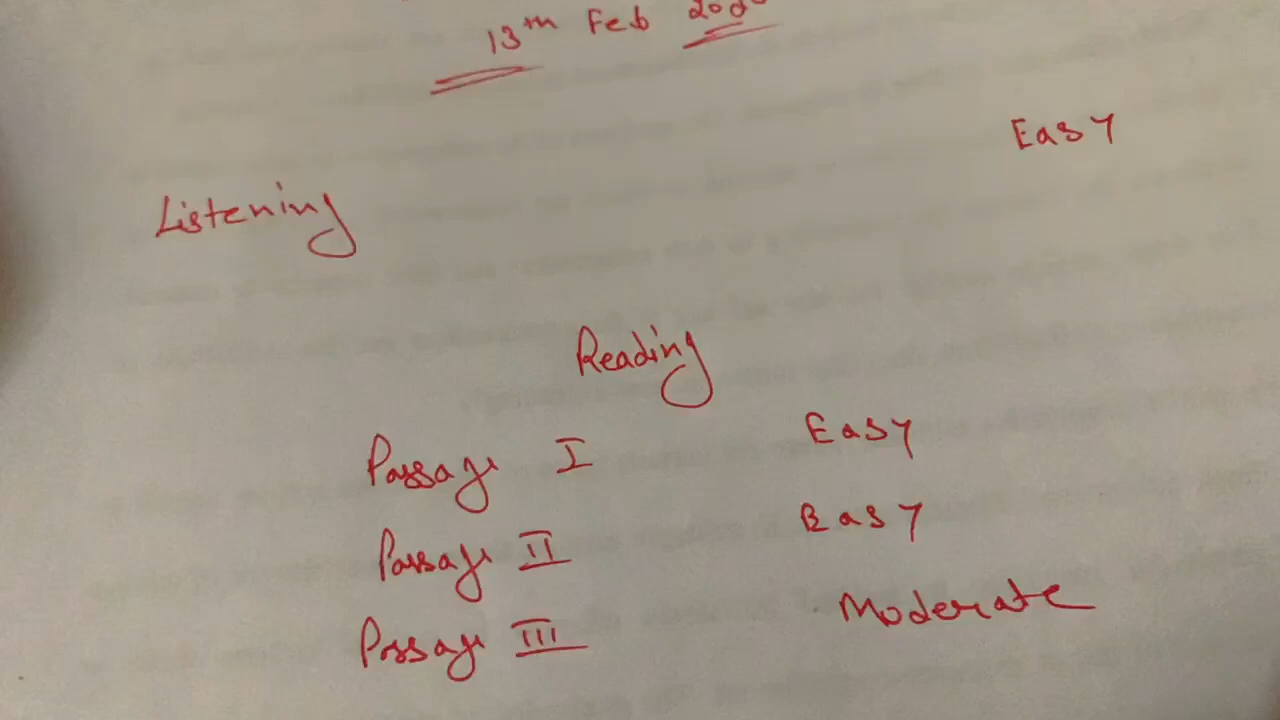 13th Feb
Easy
Listening
Reading
Passage I Easy
Passage II Easy
Passage III Moderate